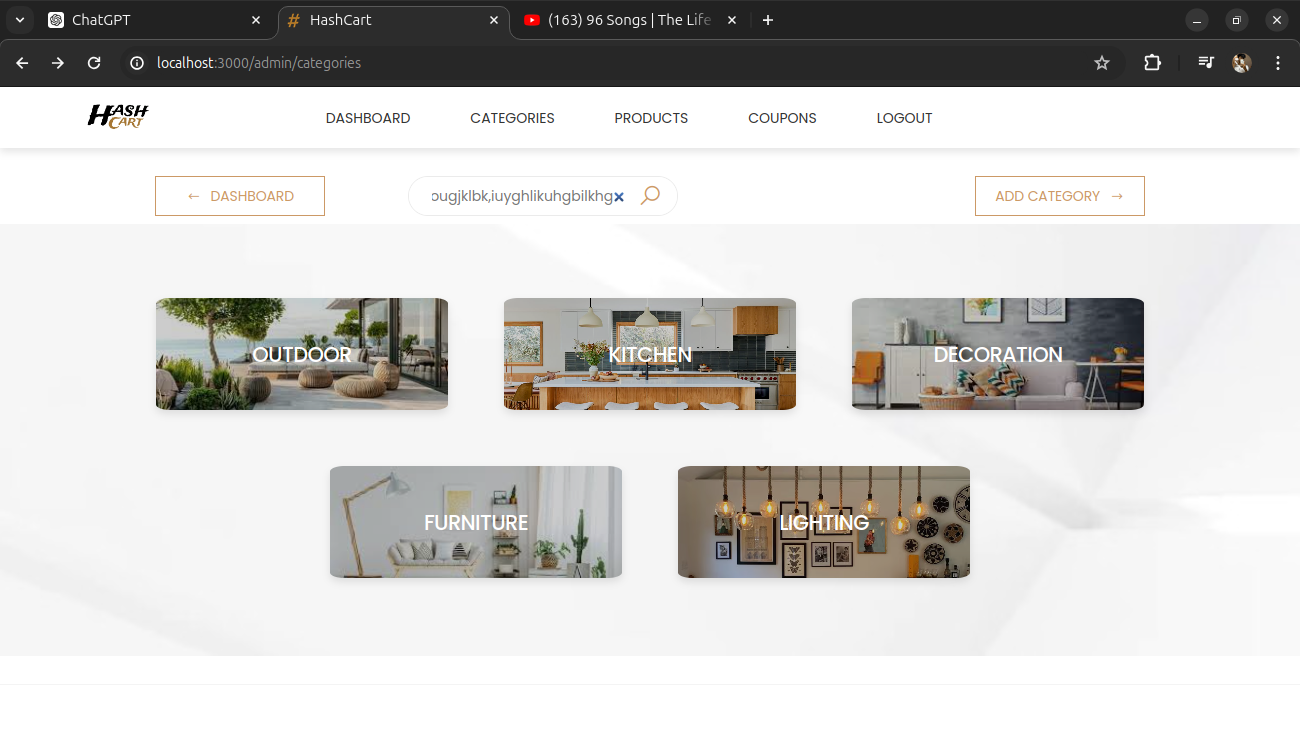 ChatGPT
HashCart
(163) 96 Songs | The Life
localhost:3000/admin/categories
HASH
CART
DASHBOARD CATEGORIES PRODUCTS COUPONS LOGOUT
← DASHBOARD
ougjklbk,iuyghlikuhgbilkhg
ADD CATEGORY →
OUTDOOR
KITCHEN
DECORATION
FURNITURE
LIGHTING